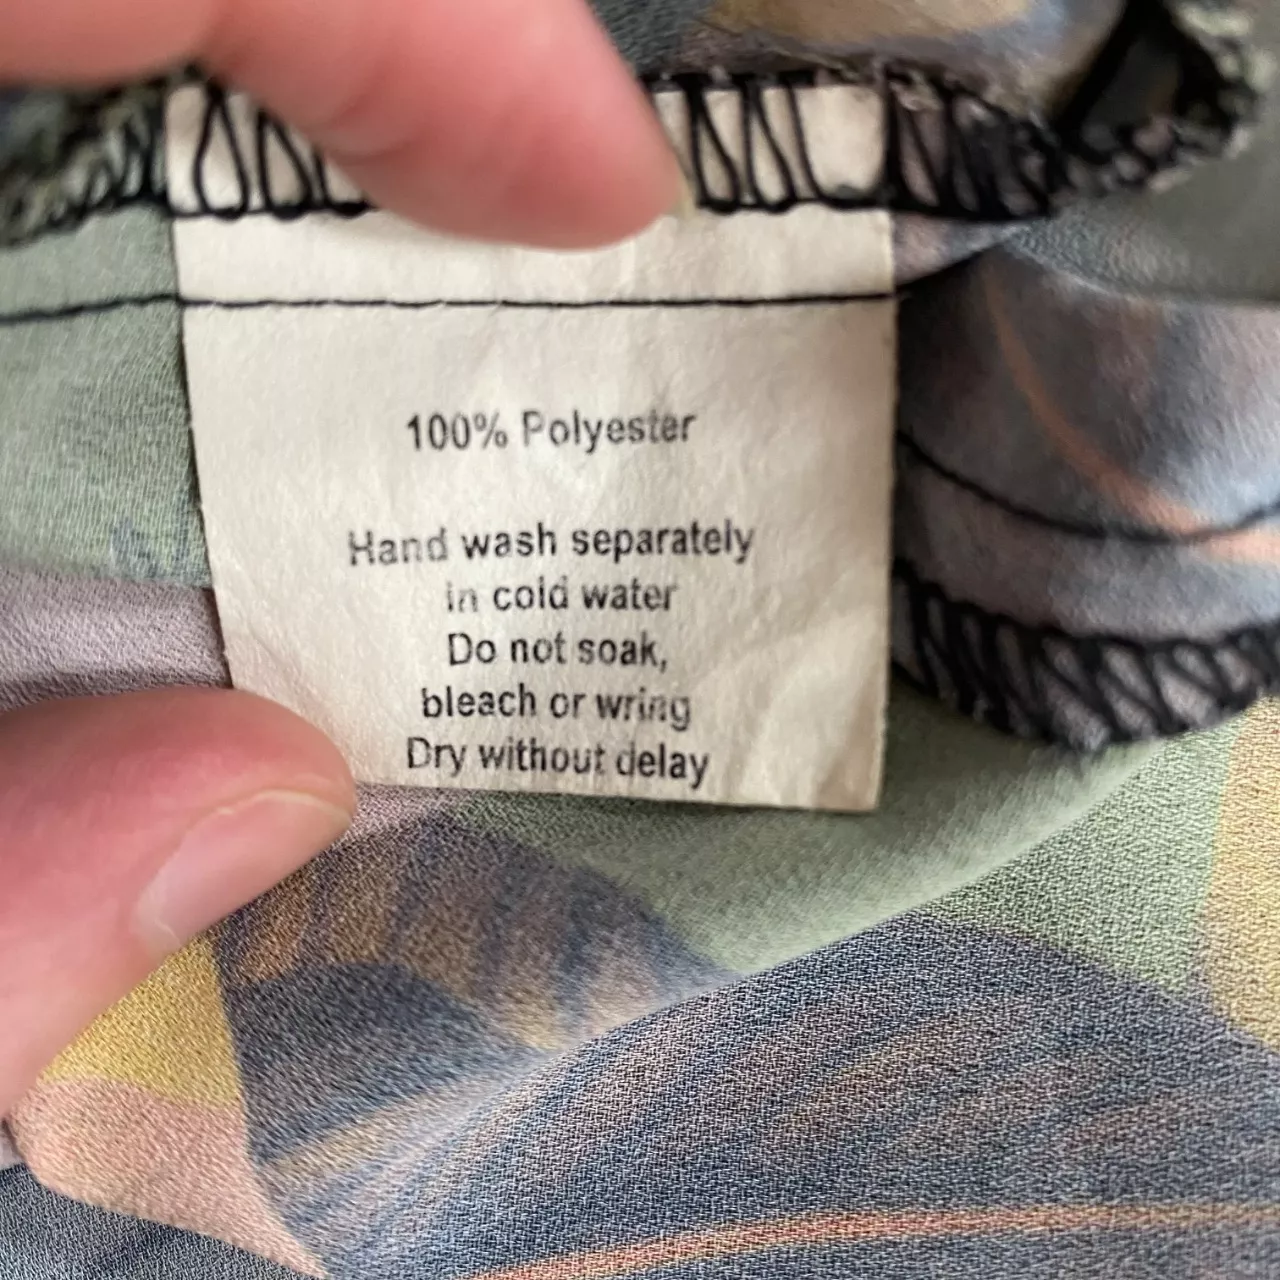 100% Polyester
Hand wash separately
in cold water
Do not soak,
bleach or wring
Dry without delay